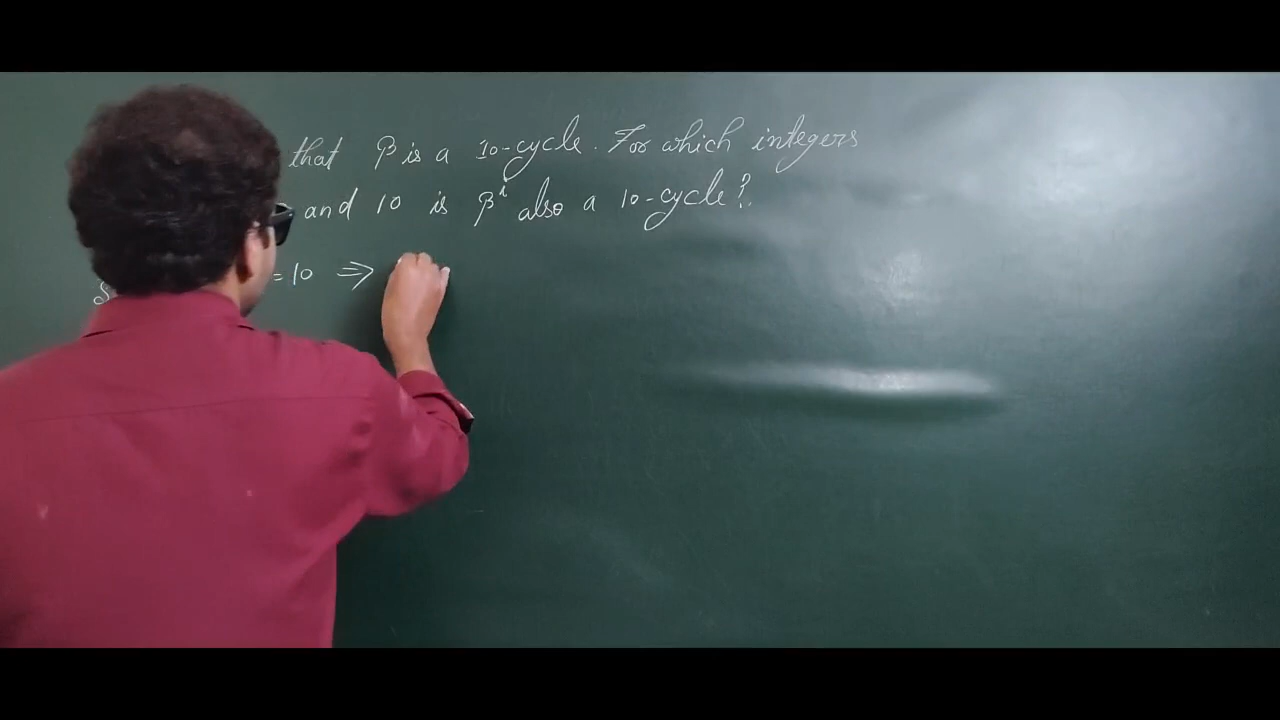 that β is a 10-cycle. For which integers
and 10 is βⁱ also a 10-cycle?
= 10 ⇒